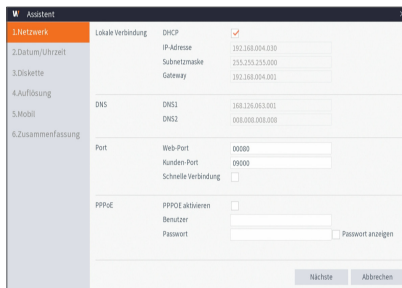 W Assistent
1.Netzwerk
2.Datum/Uhrzeit
3.Diskette
4.Auflösung
5.Mobil
6.Zusammenfassung
Lokale Verbindung DHCP
IP-Adresse 192.168.004.030
Subnetzmaske 255.255.255.000
Gateway 192.168.004.001
DNS DNS1 168.126.063.001
DNS2 008.008.008.008
Port Web-Port 00080
Kunden-Port 09000
Schnelle Verbindung
PPPoE PPPOE aktivieren
Benutzer
Passwort Passwort anzeigen
Nächste Abbrechen